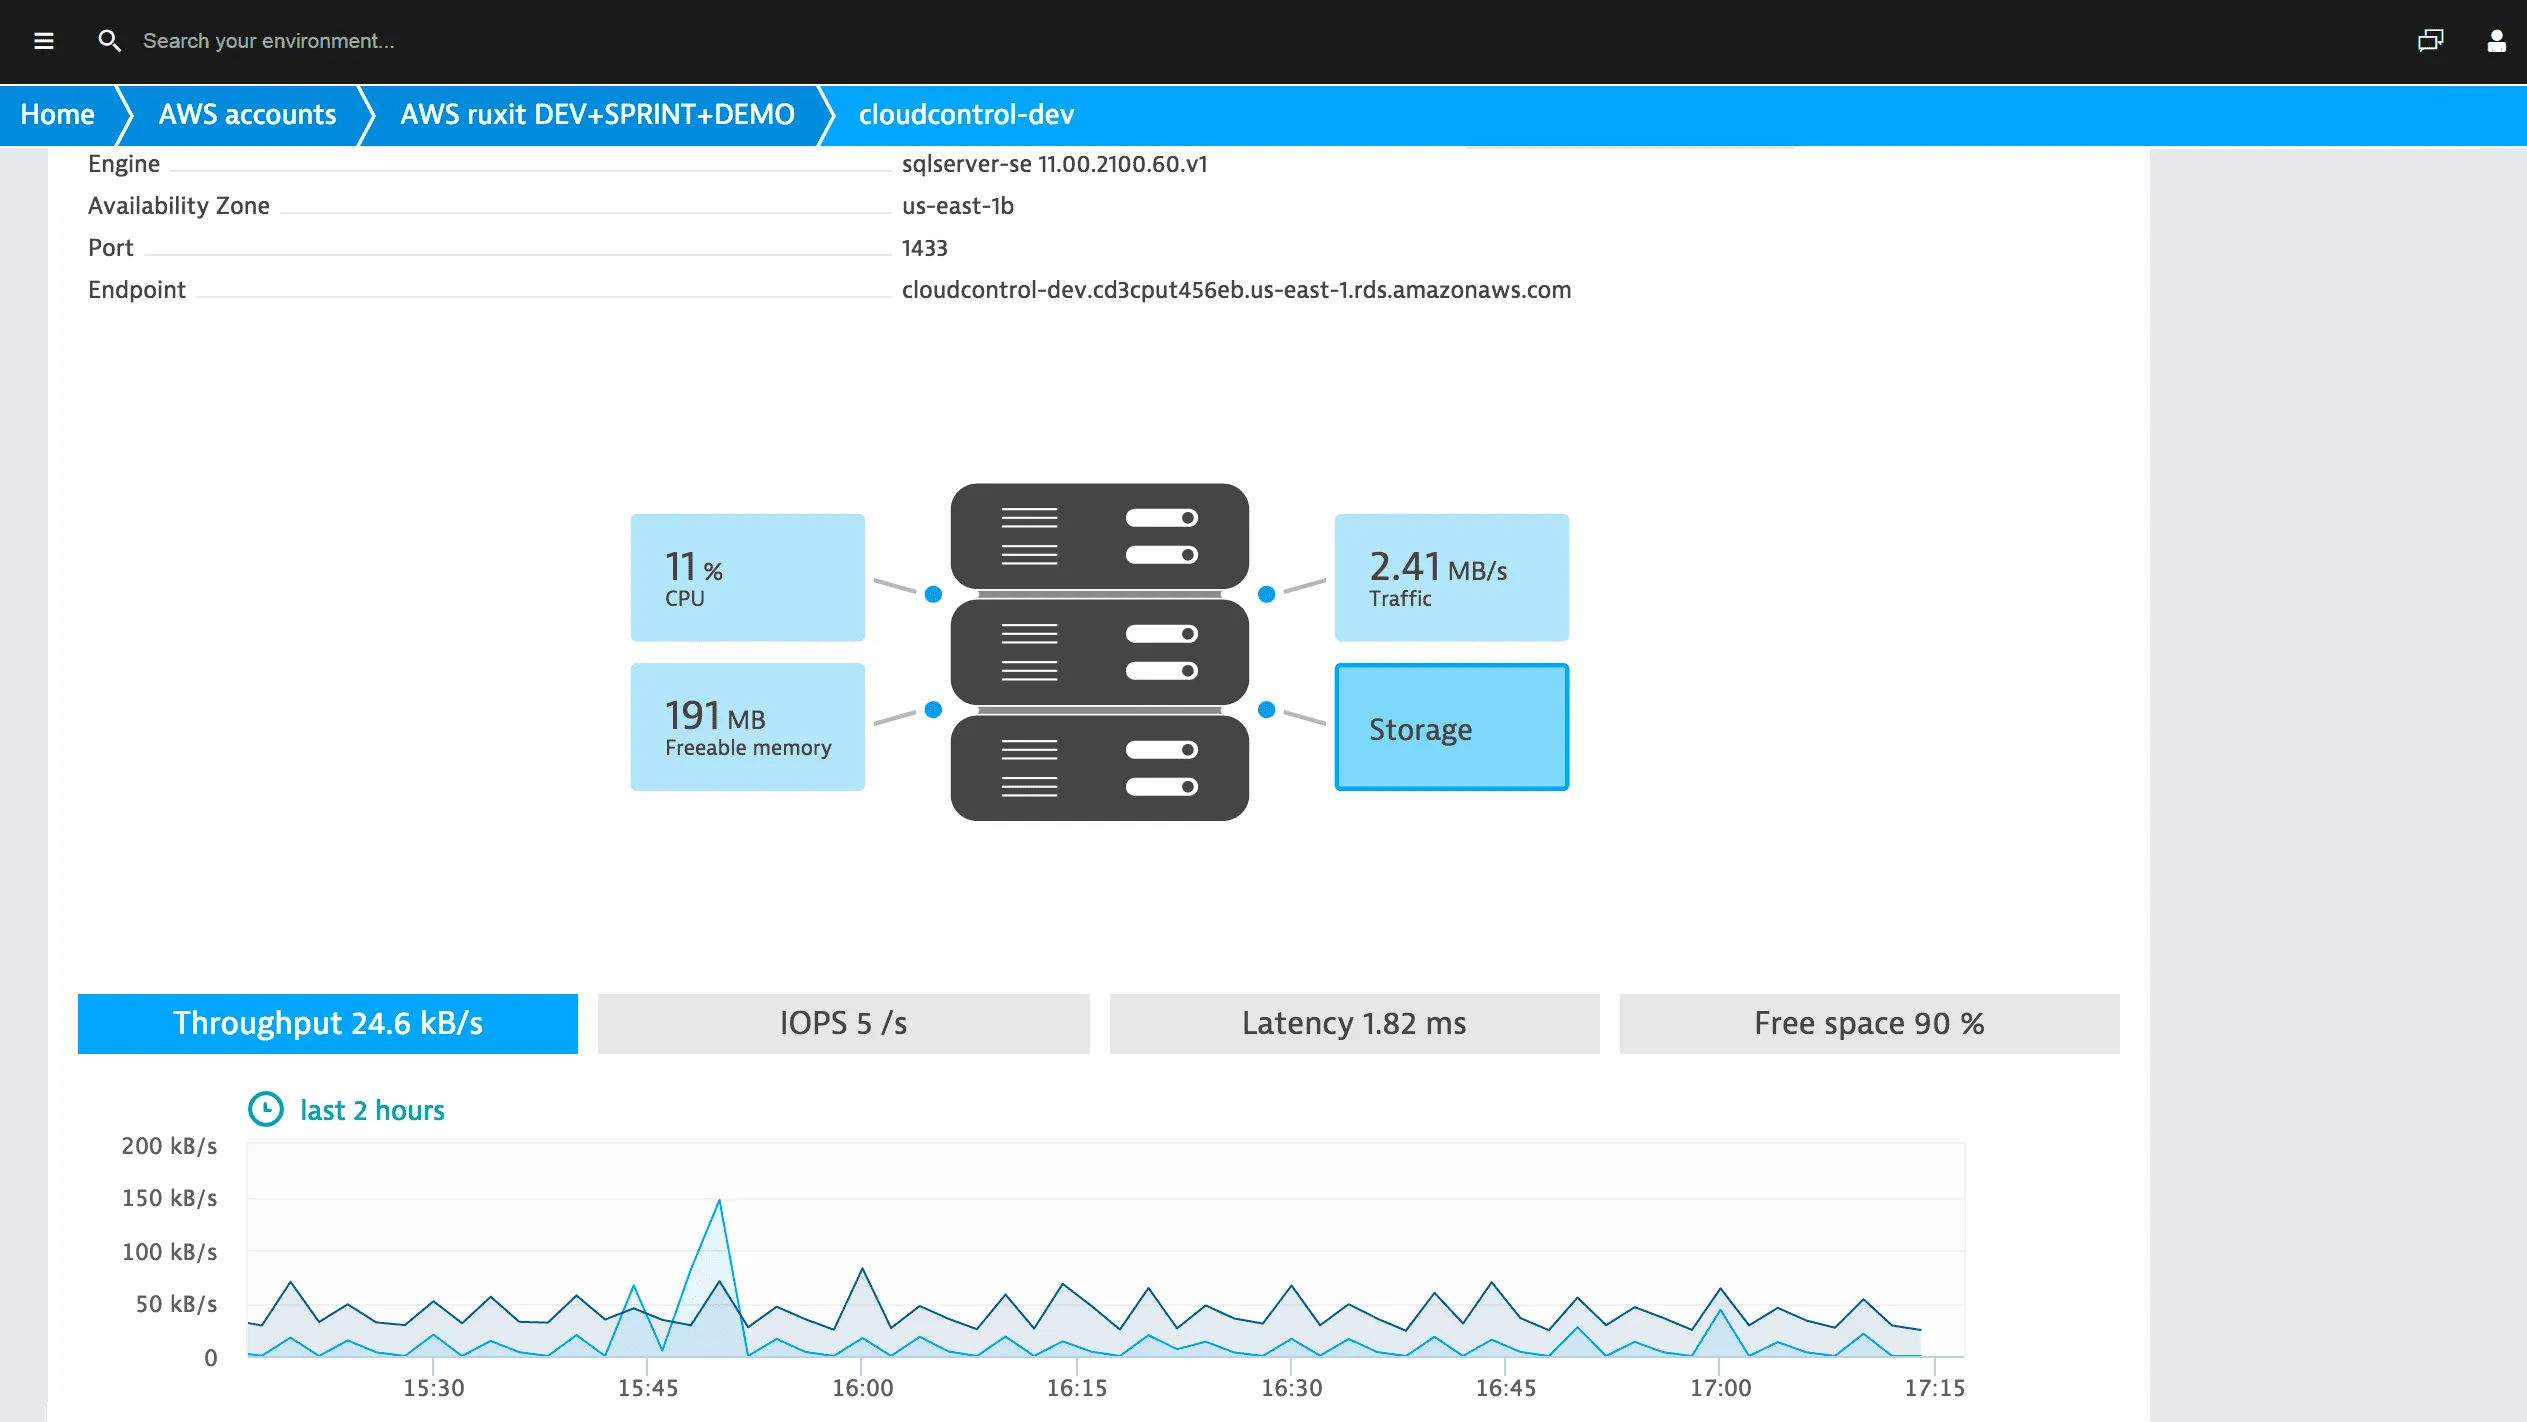 Search your environment...
Home AWS accounts AWS ruxit DEV+SPRINT+DEMO cloudcontrol-dev
Engine sqlserver-se 11.00.2100.60.v1
Availability Zone us-east-1b
Port 1433
Endpoint cloudcontrol-dev.cd3cput456eb.us-east-1.rds.amazonaws.com
11 %
CPU
2.41 MB/s
Traffic
191 MB
Freeable memory
Storage
Throughput 24.6 kB/s
IOPS 5 /s
Latency 1.82 ms
Free space 90 %
last 2 hours
200 kB/s
150 kB/s
100 kB/s
50 kB/s
0
15:30 15:45 16:00 16:15 16:30 16:45 17:00 17:15